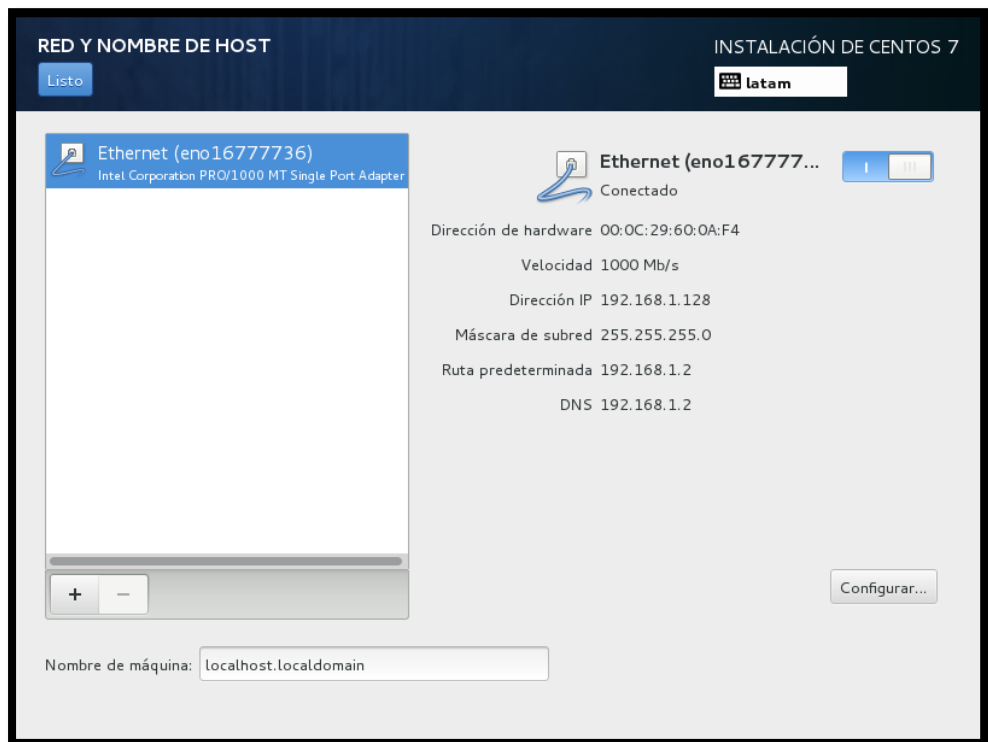 RED Y NOMBRE DE HOST
INSTALACIÓN DE CENTOS 7
Listo
latam
Ethernet (eno16777736)
Intel Corporation PRO/1000 MT Single Port Adapter
Ethernet (eno167777...
Conectado
Dirección de hardware 00:0C:29:60:0A:F4
Velocidad 1000 Mb/s
Dirección IP 192.168.1.128
Máscara de subred 255.255.255.0
Ruta predeterminada 192.168.1.2
DNS 192.168.1.2
+ −
Configurar...
Nombre de máquina: localhost.localdomain